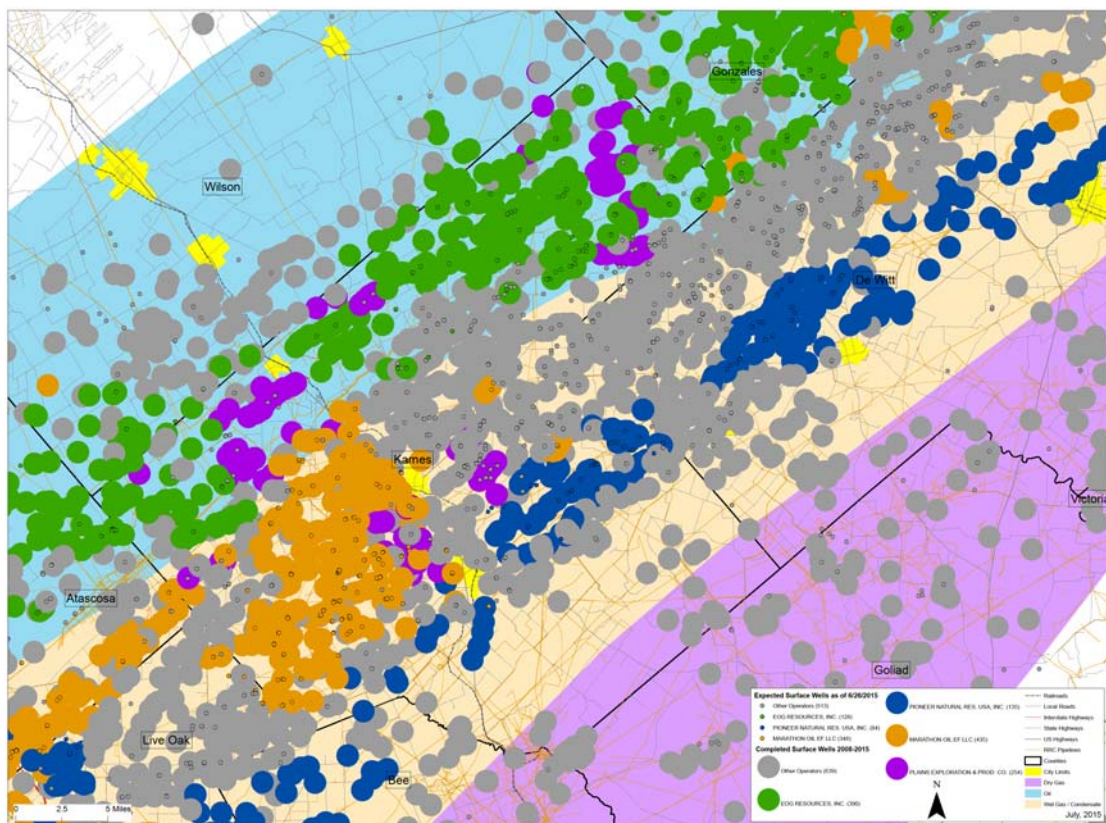 Gonzales
Wilson
De Witt
Karnes
Victoria
Atascosa
Goliad
Live Oak
Bee
0 2.5 5 Miles
Expected Surface Wells as of 6/26/2015
Other Operators (513)
EOG RESOURCES, INC. (128)
PIONEER NATURAL RES. USA, INC. (84)
MARATHON OIL EF LLC (348)
Completed Surface Wells 2008-2015
Other Operators (839)
EOG RESOURCES, INC. (390)
PIONEER NATURAL RES. USA, INC. (135)
MARATHON OIL EF LLC (435)
PLAINS EXPLORATION & PROD. CO. (254)
N
Railroads
Local Roads
Interstate Highways
State Highways
US Highways
RRC Pipelines
Counties
City Limits
Dry Gas
Oil
Wet Gas / Condensate
July, 2015